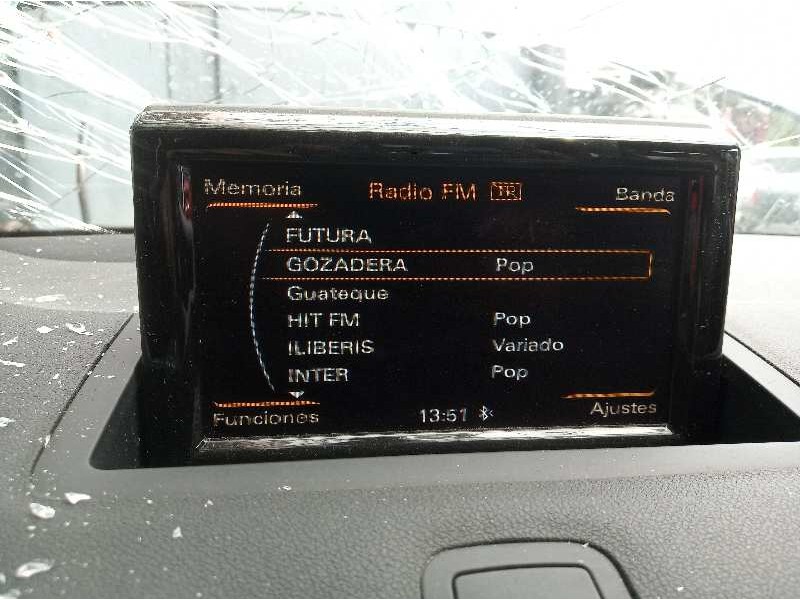 Memoria Radio FM TP Banda
FUTURA
GOZADERA Pop
Guateque
HIT FM Pop
ILIBERIS Variado
INTER Pop
Funciones 13:51 Ajustes